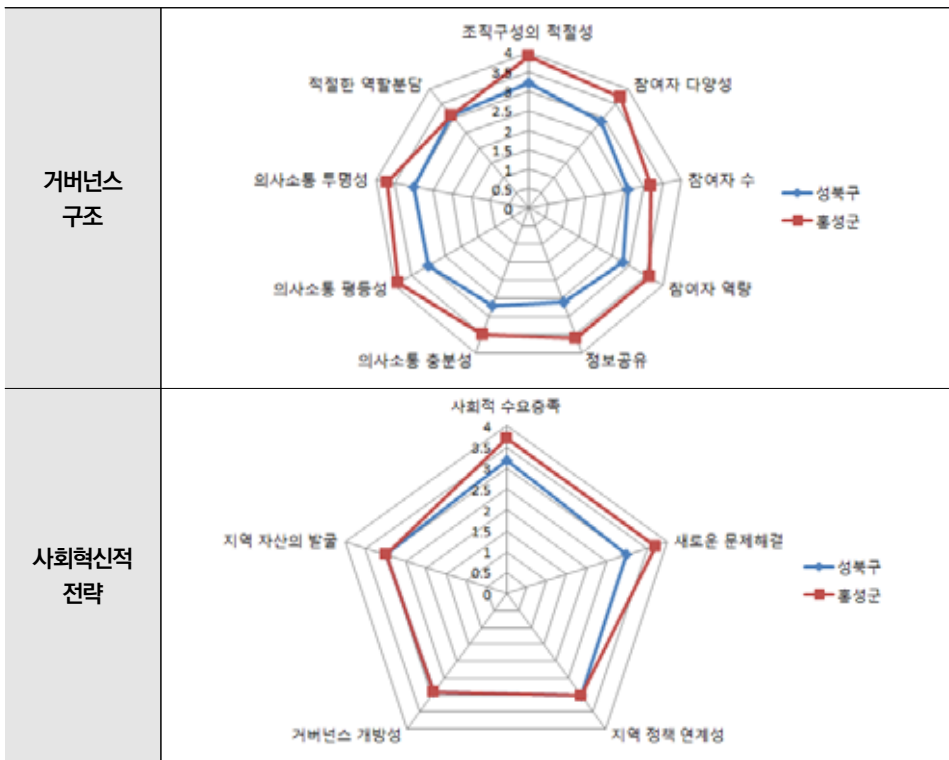 거버넌스
구조
조직구성의 적절성
참여자 다양성
참여자 수
참여자 역량
정보공유
의사소통 충분성
의사소통 평등성
의사소통 투명성
적절한 역할분담
4
3.5
3
2.5
2
1.5
1
0.5
0
성북구
홍성군
사회혁신적
전략
사회적 수요충족
새로운 문제해결
지역 정책 연계성
거버넌스 개방성
지역 자산의 발굴
4
3.5
3
2.5
2
1.5
1
0.5
0
성북구
홍성군